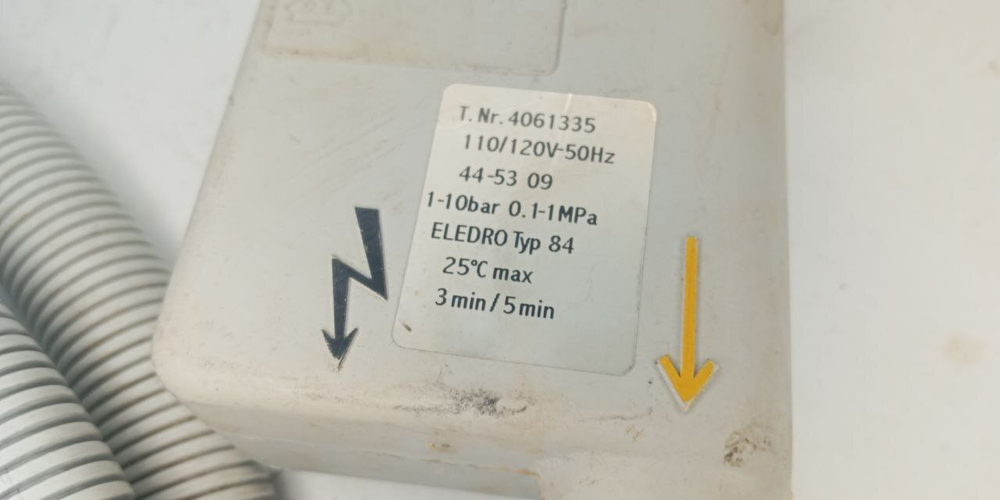 T. Nr. 4061335
110/120V-50Hz
44-53 09
1-10bar 0.1-1MPa
ELEDRO Typ 84
25°C max
3 min / 5 min